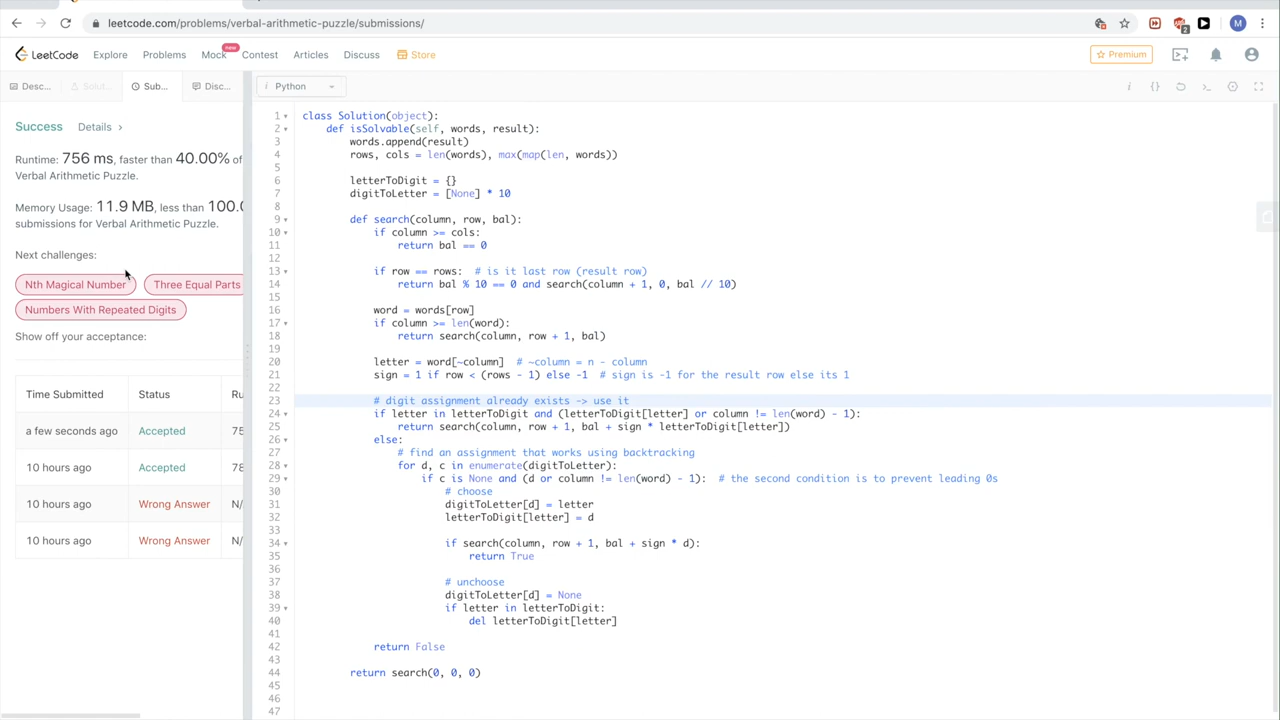 leetcode.com/problems/verbal-arithmetic-puzzle/submissions/
2
M
LeetCode
Explore
Problems
Mock
new
Contest
Articles
Discuss
Store
Premium
Desc...
Solut...
Sub...
Disc...
i Python
Success Details >
Runtime: 756 ms, faster than 40.00% of
Verbal Arithmetic Puzzle.
Memory Usage: 11.9 MB, less than 100.0
submissions for Verbal Arithmetic Puzzle.
Next challenges:
Nth Magical Number
Three Equal Parts
Numbers With Repeated Digits
Show off your acceptance:
Time Submitted Status Ru
a few seconds ago Accepted 75
10 hours ago Accepted 78
10 hours ago Wrong Answer N/
10 hours ago Wrong Answer N/
1 class Solution(object):
2     def isSolvable(self, words, result):
3         words.append(result)
4         rows, cols = len(words), max(map(len, words))
5
6         letterToDigit = {}
7         digitToLetter = [None] * 10
8
9         def search(column, row, bal):
10             if column >= cols:
11                 return bal == 0
12
13             if row == rows:  # is it last row (result row)
14                 return bal % 10 == 0 and search(column + 1, 0, bal // 10)
15
16             word = words[row]
17             if column >= len(word):
18                 return search(column, row + 1, bal)
19
20             letter = word[~column]  # ~column = n - column
21             sign = 1 if row < (rows - 1) else -1  # sign is -1 for the result row else its 1
22
23             # digit assignment already exists -> use it
24             if letter in letterToDigit and (letterToDigit[letter] or column != len(word) - 1):
25                 return search(column, row + 1, bal + sign * letterToDigit[letter])
26             else:
27                 # find an assignment that works using backtracking
28                 for d, c in enumerate(digitToLetter):
29                     if c is None and (d or column != len(word) - 1):  # the second condition is to prevent leading 0s
30                         # choose
31                         digitToLetter[d] = letter
32                         letterToDigit[letter] = d
33
34                         if search(column, row + 1, bal + sign * d):
35                             return True
36
37                         # unchoose
38                         digitToLetter[d] = None
39                         if letter in letterToDigit:
40                             del letterToDigit[letter]
41
42             return False
43
44         return search(0, 0, 0)
45
46
47